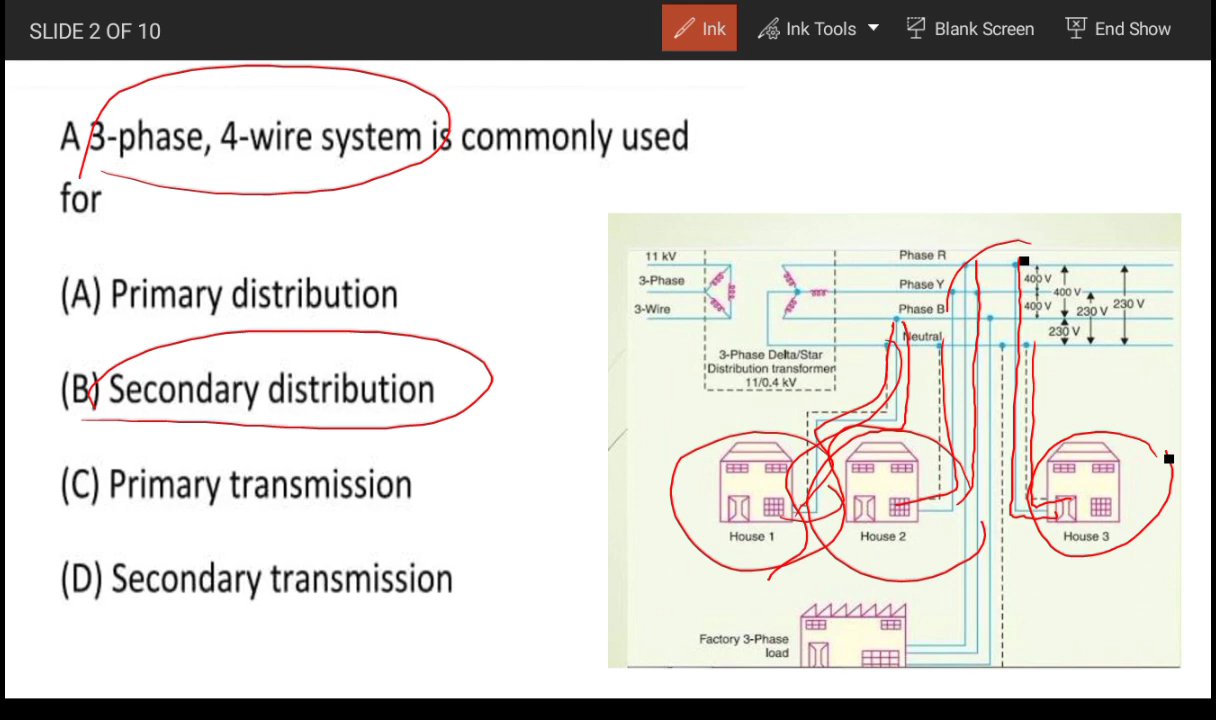 SLIDE 2 OF 10
Ink
Ink Tools
Blank Screen
End Show
A 3-phase, 4-wire system is commonly used
for
(A) Primary distribution
(B) Secondary distribution
(C) Primary transmission
(D) Secondary transmission
11 kV
3-Phase
3-Wire
Phase R
Phase Y
Phase B
Neutral
400 V
400 V
400 V
230 V
230 V
230 V
3-Phase Delta/Star
Distribution transformer
11/0.4 kV
House 1
House 2
House 3
Factory 3-Phase
load